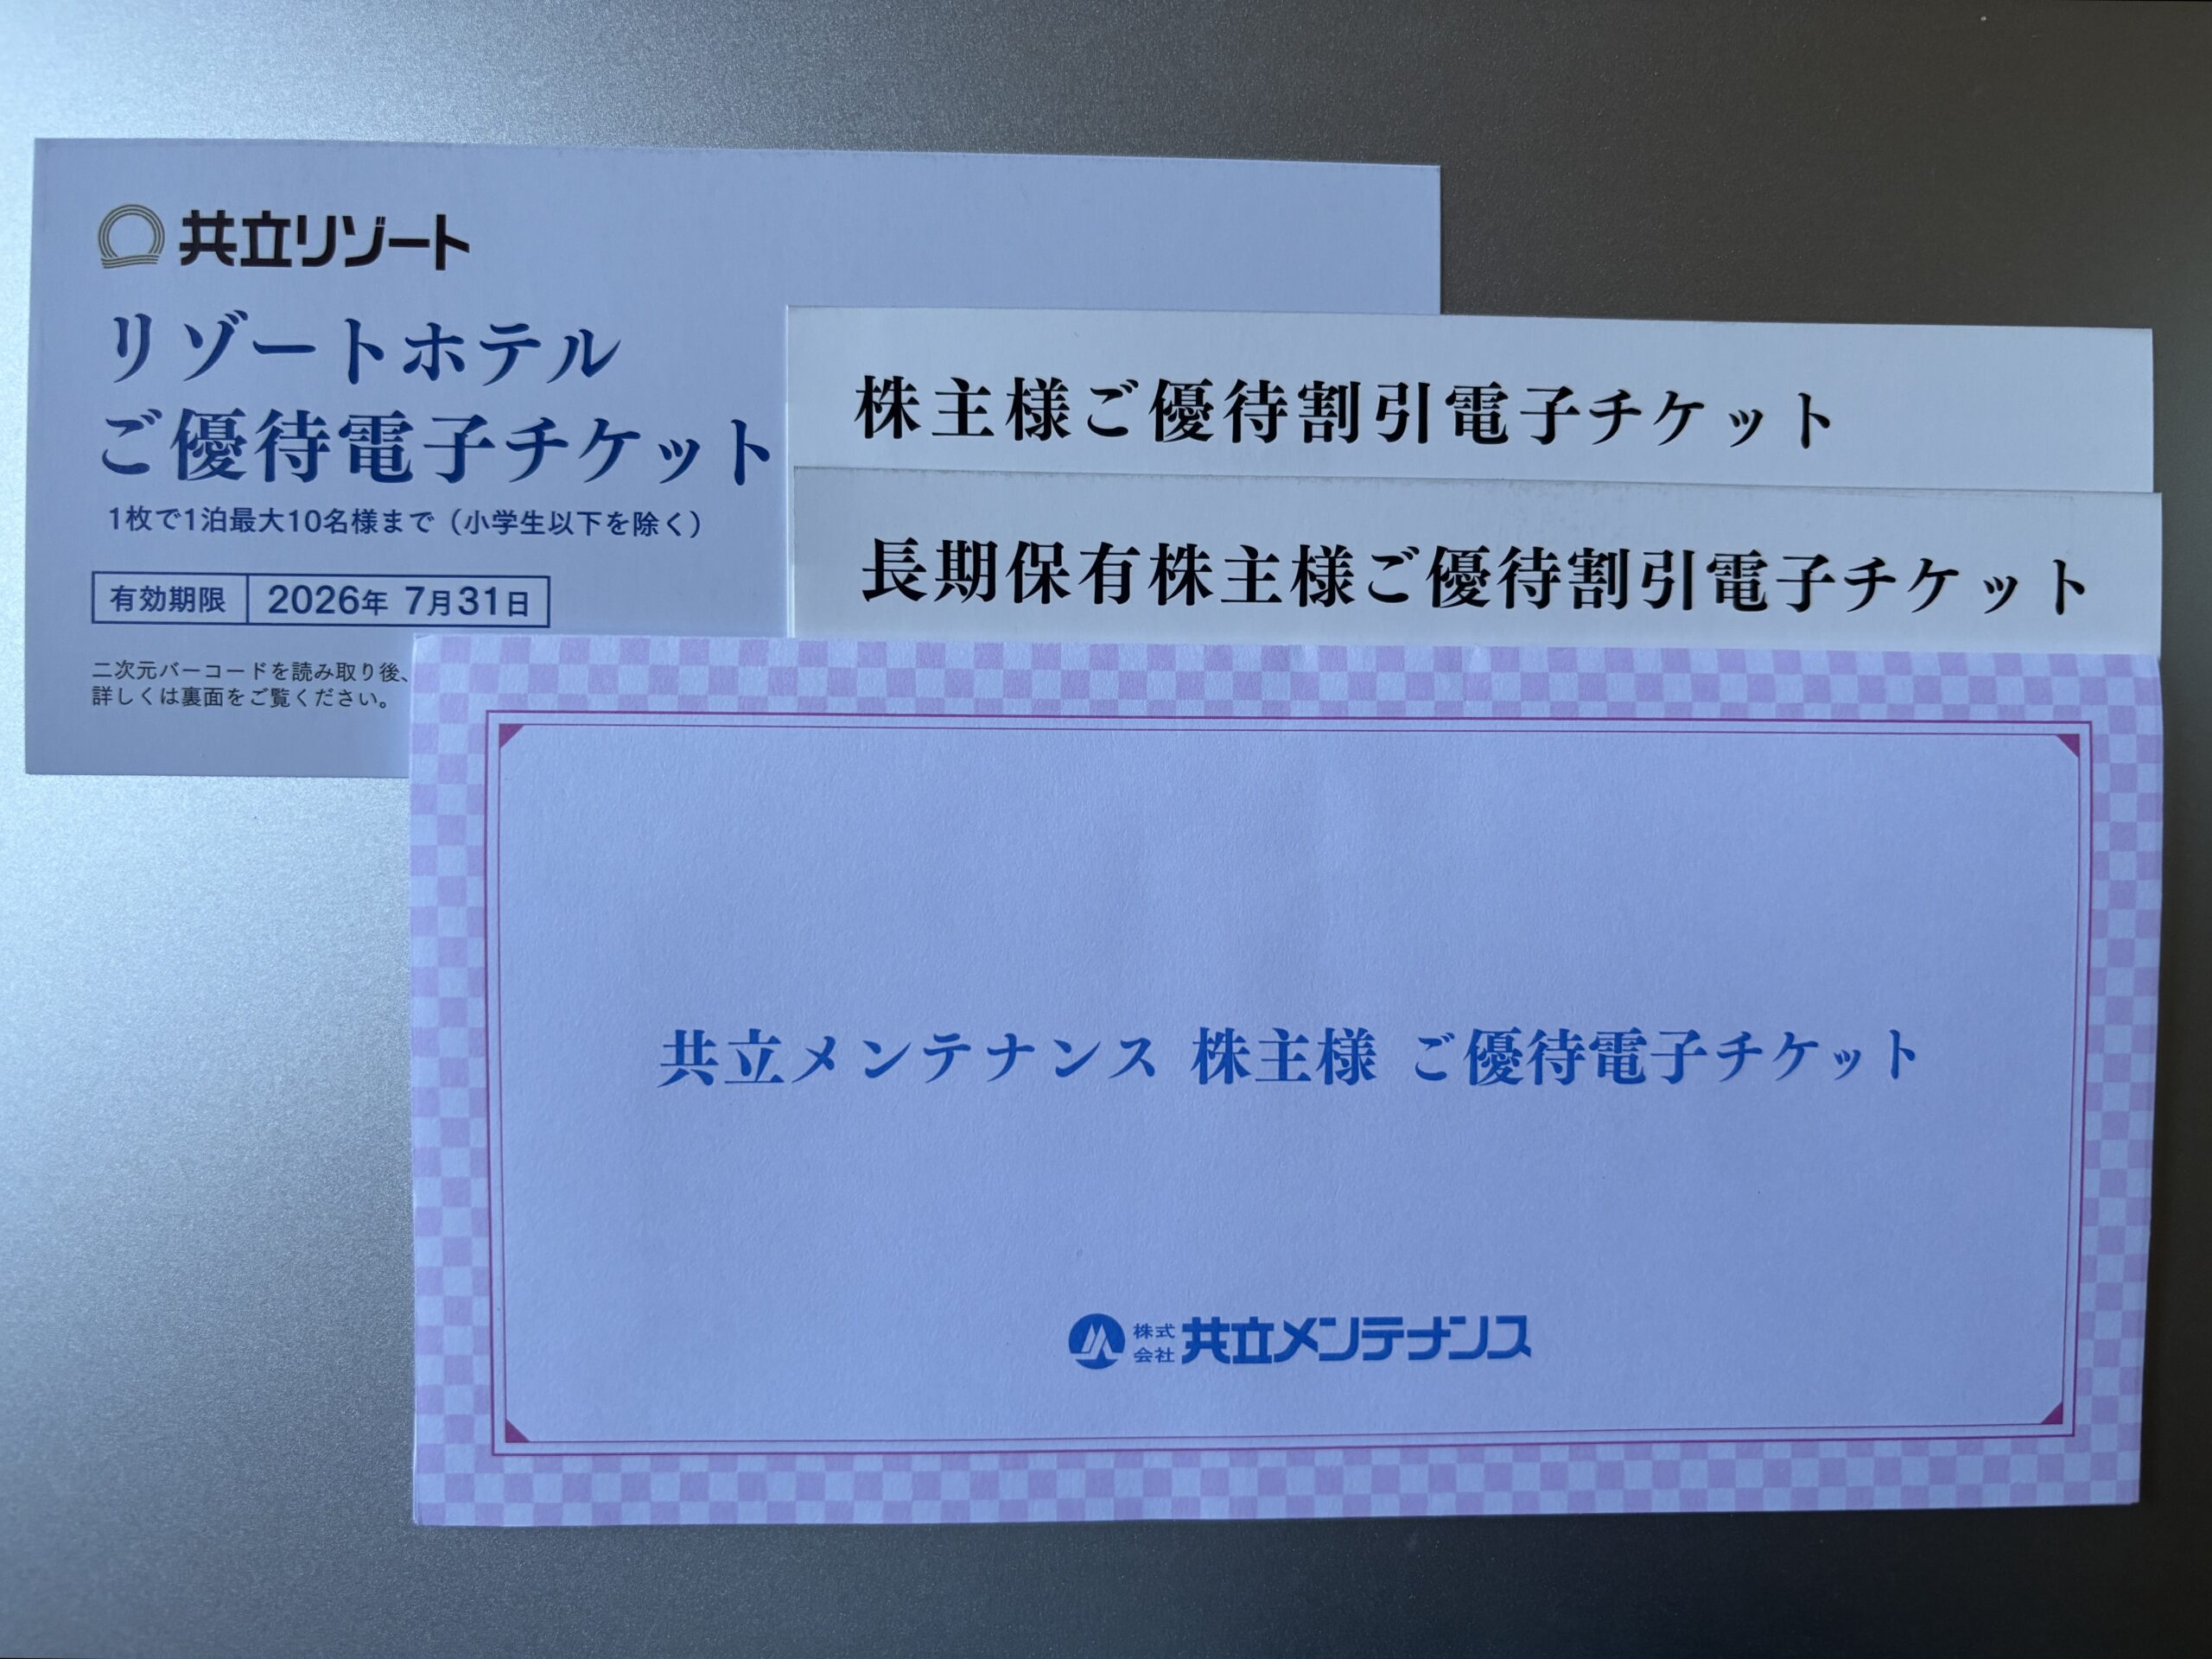 共立リゾート
リゾートホテル
ご優待電子チケット
1枚で1泊最大10名様まで（小学生以下を除く）
有効期限 2026年 7月31日
二次元バーコードを読み取り後、
詳しくは裏面をご覧ください。
株主様ご優待割引電子チケット
長期保有株主様ご優待割引電子チケット
共立メンテナンス 株主様 ご優待電子チケット
株式会社 共立メンテナンス